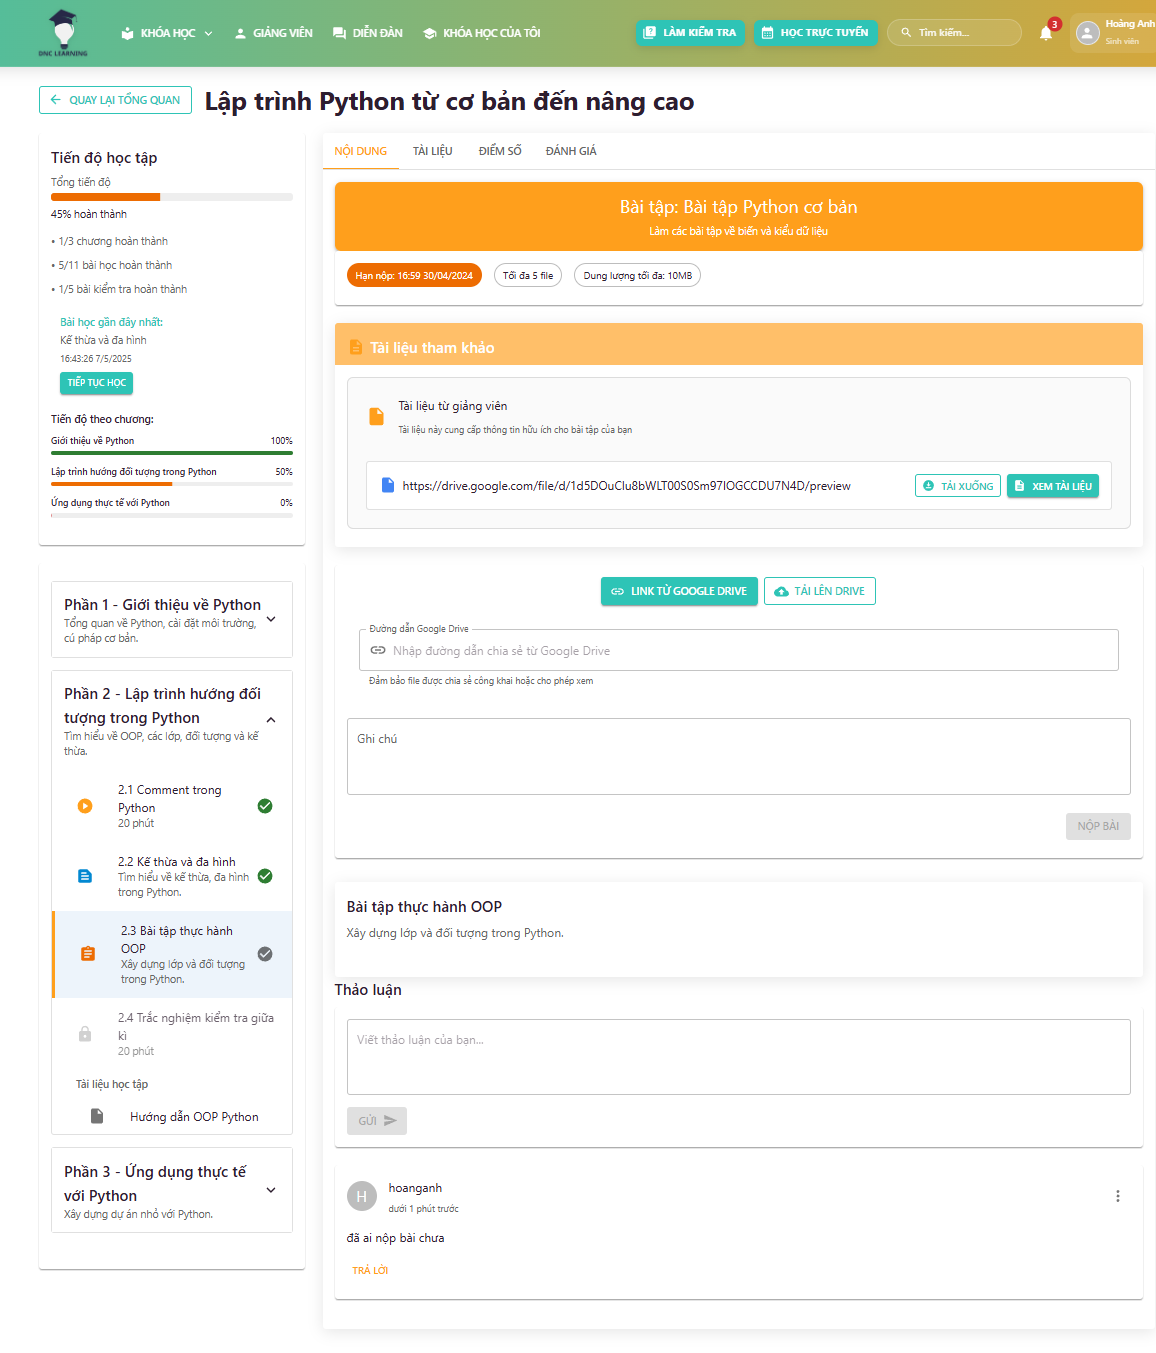 DNC LEARNING
KHÓA HỌC
GIẢNG VIÊN
DIỄN ĐÀN
KHÓA HỌC CỦA TÔI
LÀM KIỂM TRA
HỌC TRỰC TUYẾN
Tìm kiếm...
3
Hoàng Anh
Sinh viên
QUAY LẠI TỔNG QUAN
Lập trình Python từ cơ bản đến nâng cao
Tiến độ học tập
Tổng tiến độ
45% hoàn thành
• 1/3 chương hoàn thành
• 5/11 bài học hoàn thành
• 1/5 bài kiểm tra hoàn thành
Bài học gần đây nhất:
Kế thừa và đa hình
16:43:26 7/5/2025
TIẾP TỤC HỌC
Tiến độ theo chương:
Giới thiệu về Python 100%
Lập trình hướng đối tượng trong Python 50%
Ứng dụng thực tế với Python 0%
Phần 1 - Giới thiệu về Python
Tổng quan về Python, cài đặt môi trường,
cú pháp cơ bản.
Phần 2 - Lập trình hướng đối
tượng trong Python
Tìm hiểu về OOP, các lớp, đối tượng và kế
thừa.
2.1 Comment trong
Python
20 phút
2.2 Kế thừa và đa hình
Tìm hiểu về kế thừa, đa hình
trong Python.
2.3 Bài tập thực hành
OOP
Xây dựng lớp và đối tượng
trong Python.
2.4 Trắc nghiệm kiểm tra giữa
kì
20 phút
Tài liệu học tập
Hướng dẫn OOP Python
Phần 3 - Ứng dụng thực tế
với Python
Xây dựng dự án nhỏ với Python.
NỘI DUNG
TÀI LIỆU
ĐIỂM SỐ
ĐÁNH GIÁ
Bài tập: Bài tập Python cơ bản
Làm các bài tập về biến và kiểu dữ liệu
Hạn nộp: 16:59 30/04/2024
Tối đa 5 file
Dung lượng tối đa: 10MB
Tài liệu tham khảo
Tài liệu từ giảng viên
Tài liệu này cung cấp thông tin hữu ích cho bài tập của bạn
https://drive.google.com/file/d/1d5DOuClu8bWLT00S0Sm97lOGCCDU7N4D/preview
TẢI XUỐNG
XEM TÀI LIỆU
LINK TỪ GOOGLE DRIVE
TẢI LÊN DRIVE
Đường dẫn Google Drive
Nhập đường dẫn chia sẻ từ Google Drive
Đảm bảo file được chia sẻ công khai hoặc cho phép xem
Ghi chú
NỘP BÀI
Bài tập thực hành OOP
Xây dựng lớp và đối tượng trong Python.
Thảo luận
Viết thảo luận của bạn...
GỬI
H
hoanganh
dưới 1 phút trước
đã ai nộp bài chưa
TRẢ LỜI